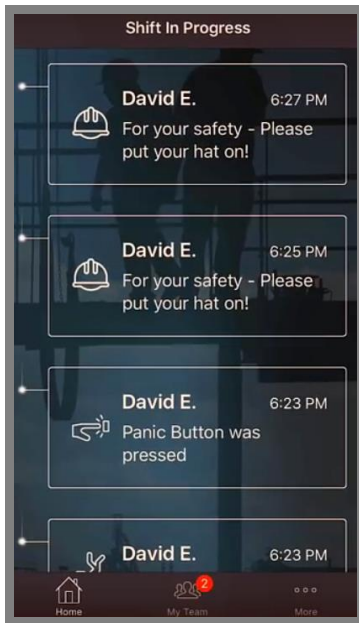 Shift In Progress
David E. 6:27 PM
For your safety - Please
put your hat on!
David E. 6:25 PM
For your safety - Please
put your hat on!
David E. 6:23 PM
Panic Button was
pressed
David E. 6:23 PM
2
Home My Team More